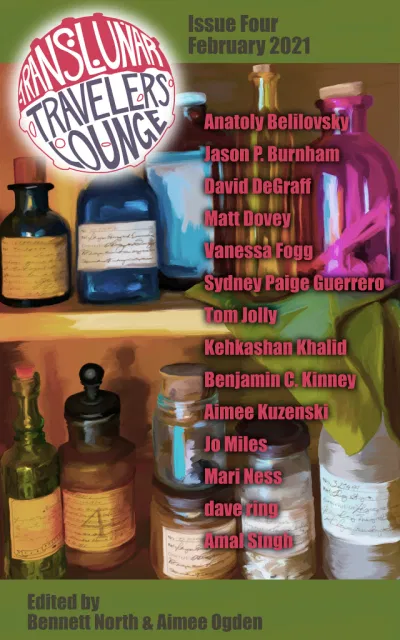 TRANSLUNAR
TRAVELERS
LOUNGE
Issue Four
February 2021
Anatoly Belilovsky
Jason P. Burnham
David DeGraff
Matt Dovey
Vanessa Fogg
Sydney Paige Guerrero
Tom Jolly
Kehkashan Khalid
Benjamin C. Kinney
Aimee Kuzenski
Jo Miles
Mari Ness
dave ring
Amal Singh
4
Edited by
Bennett North & Aimee Ogden